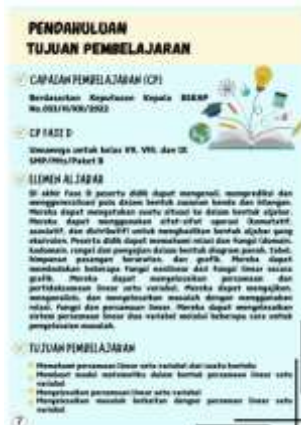 PENDAHULUAN
TUJUAN PEMBELAJARAN
CAPAIAN PEMBELAJARAN (CP)
Berdasarkan Keputusan Kepala BSKAP
No.033/H/KR/2022
CP FASE D
Umumnya untuk kelas VII, VIII, dan IX
SMP/MTs/Paket B
ELEMEN ALJABAR
Di akhir fase D peserta didik dapat mengenali, memprediksi dan
menggeneralisasi pola dalam bentuk susunan benda dan bilangan.
Mereka dapat menyatakan suatu situasi ke dalam bentuk aljabar.
Mereka dapat menggunakan sifat-sifat operasi (komutatif,
asosiatif, dan distributif) untuk menghasilkan bentuk aljabar yang
ekuivalen. Peserta didik dapat memahami relasi dan fungsi (domain,
kodomain, range) dan menyajikan dalam bentuk diagram panah, tabel,
himpunan pasangan berurutan, dan grafik. Mereka dapat
membedakan beberapa fungsi nonlinear dari fungsi linear secara
grafik. Mereka dapat menyelesaikan persamaan dan
pertidaksamaan linear satu variabel. Mereka dapat menyajikan,
menganalisis, dan menyelesaikan masalah dengan menggunakan
relasi, fungsi dan persamaan linear. Mereka dapat menyelesaikan
sistem persamaan linear dua variabel melalui beberapa cara untuk
penyelesaian masalah.
TUJUAN PEMBELAJARAN
Memahami persamaan linear satu variabel dari suatu konteks
Membuat model matematika dalam bentuk persamaan linear satu
variabel
Menyelesaikan persamaan linear satu variabel
Menyelesaikan masalah berkaitan dengan persamaan linear satu
variabel